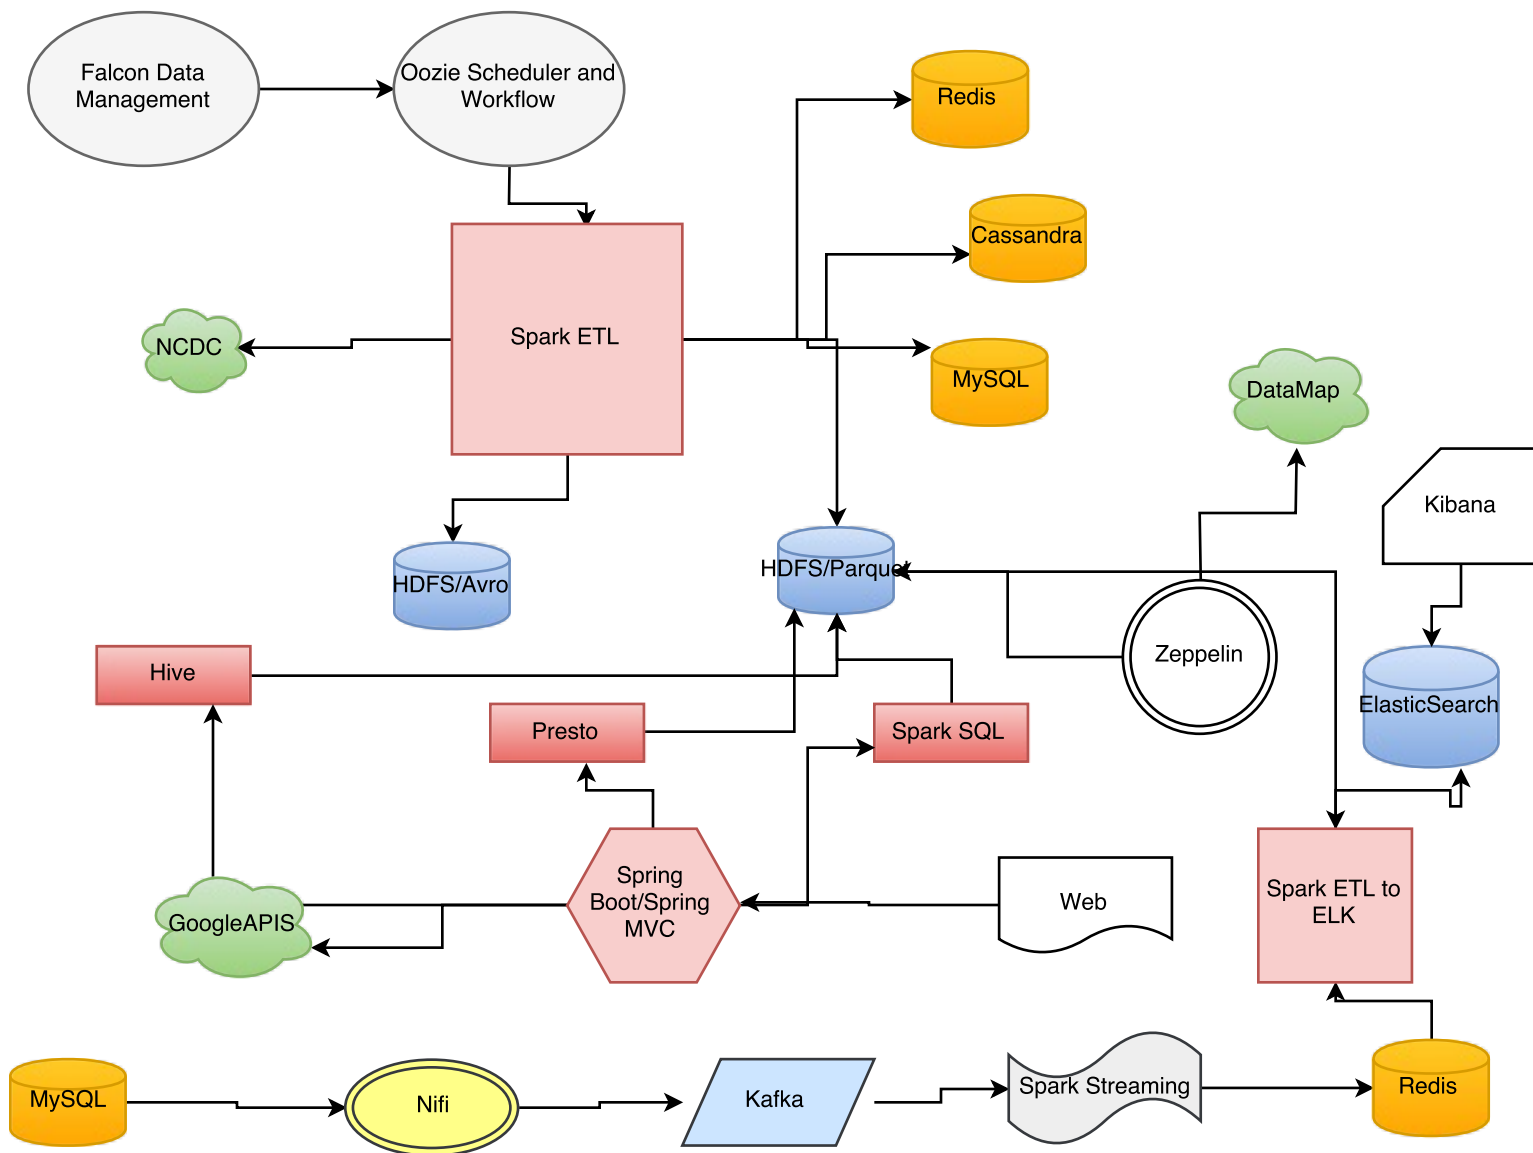 Falcon Data
Management
Oozie Scheduler and
Workflow
Redis
Cassandra
NCDC
Spark ETL
MySQL
DataMap
Kibana
HDFS/Avro
HDFS/Parquet
Zeppelin
Hive
Presto
Spark SQL
ElasticSearch
Spring
Boot/Spring
MVC
GoogleAPIS
Web
Spark ETL to
ELK
MySQL
Nifi
Kafka
Spark Streaming
Redis